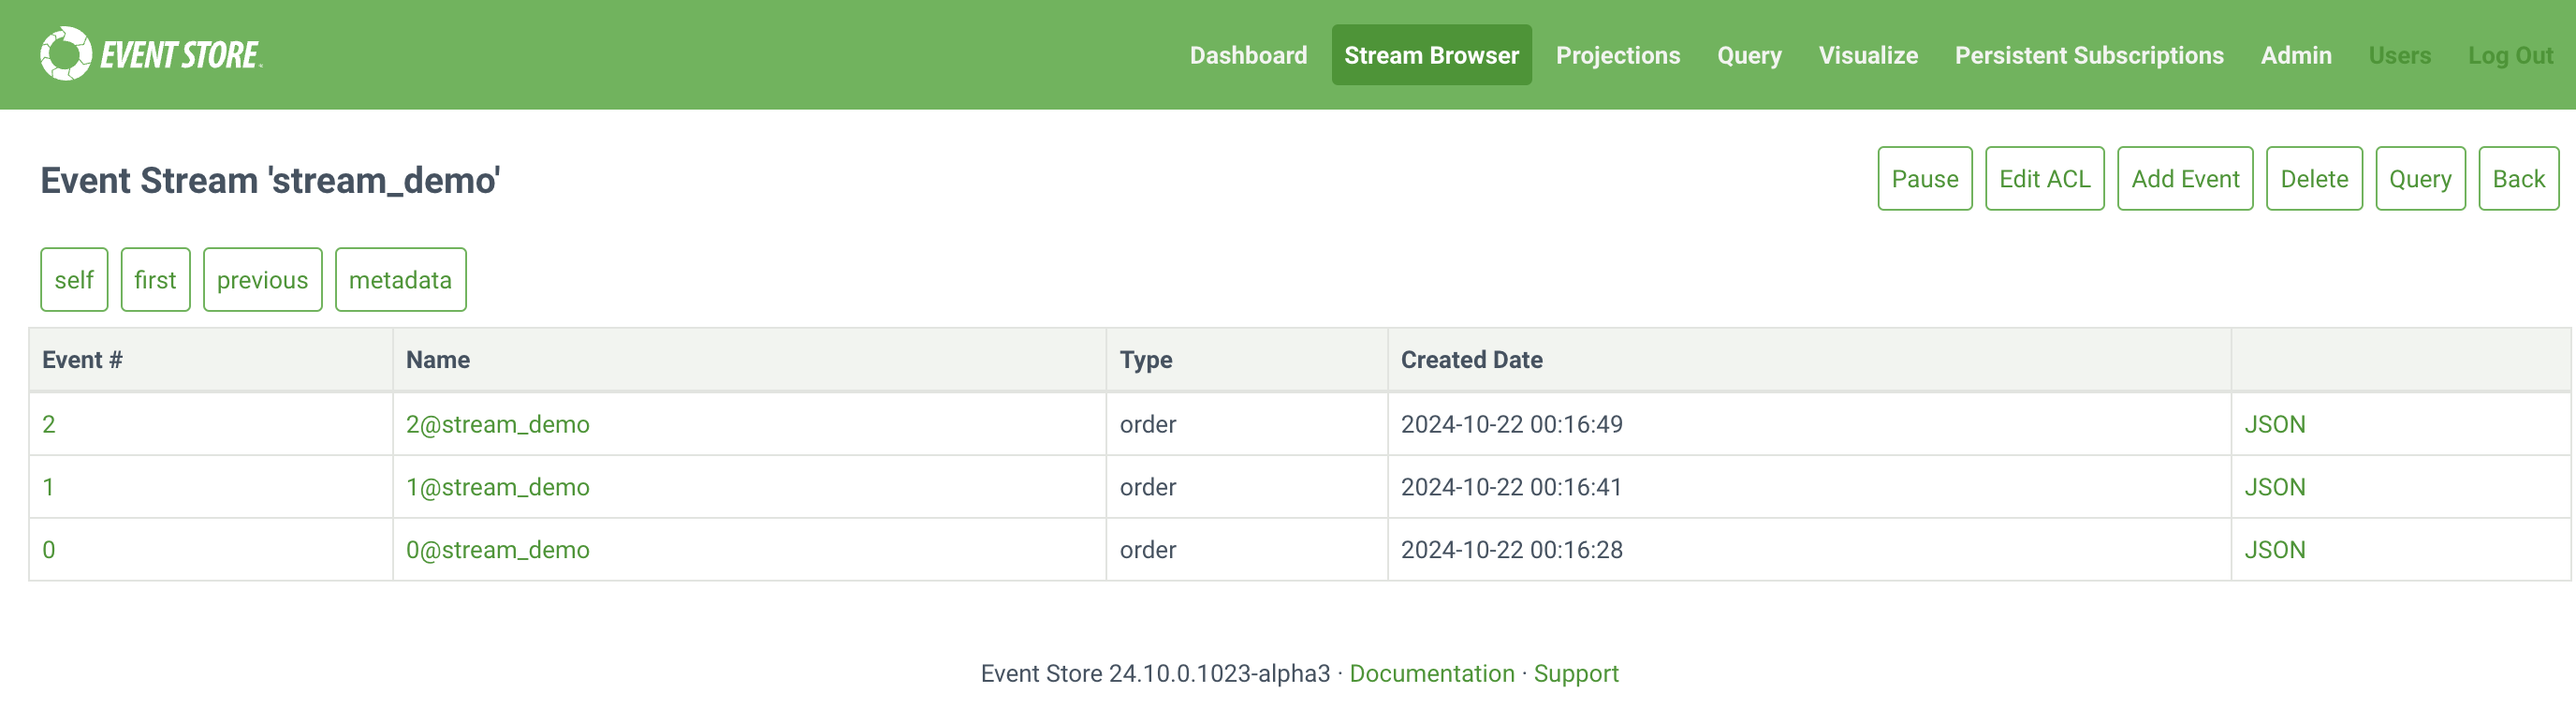 EVENT STORE.
Dashboard Stream Browser Projections Query Visualize Persistent Subscriptions Admin Users Log Out
Event Stream 'stream_demo'
Pause Edit ACL Add Event Delete Query Back
self first previous metadata
Event # Name Type Created Date
2 2@stream_demo order 2024-10-22 00:16:49 JSON
1 1@stream_demo order 2024-10-22 00:16:41 JSON
0 0@stream_demo order 2024-10-22 00:16:28 JSON
Event Store 24.10.0.1023-alpha3 · Documentation · Support